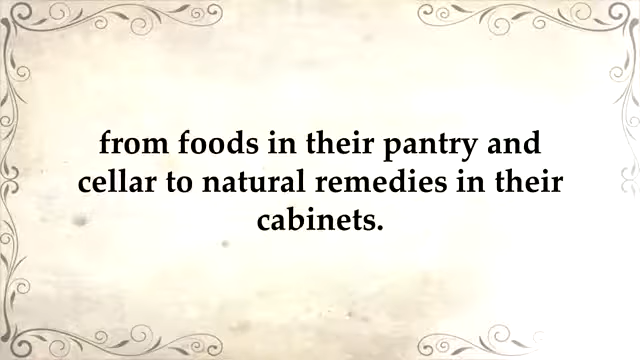 from foods in their pantry and
cellar to natural remedies in their
cabinets.